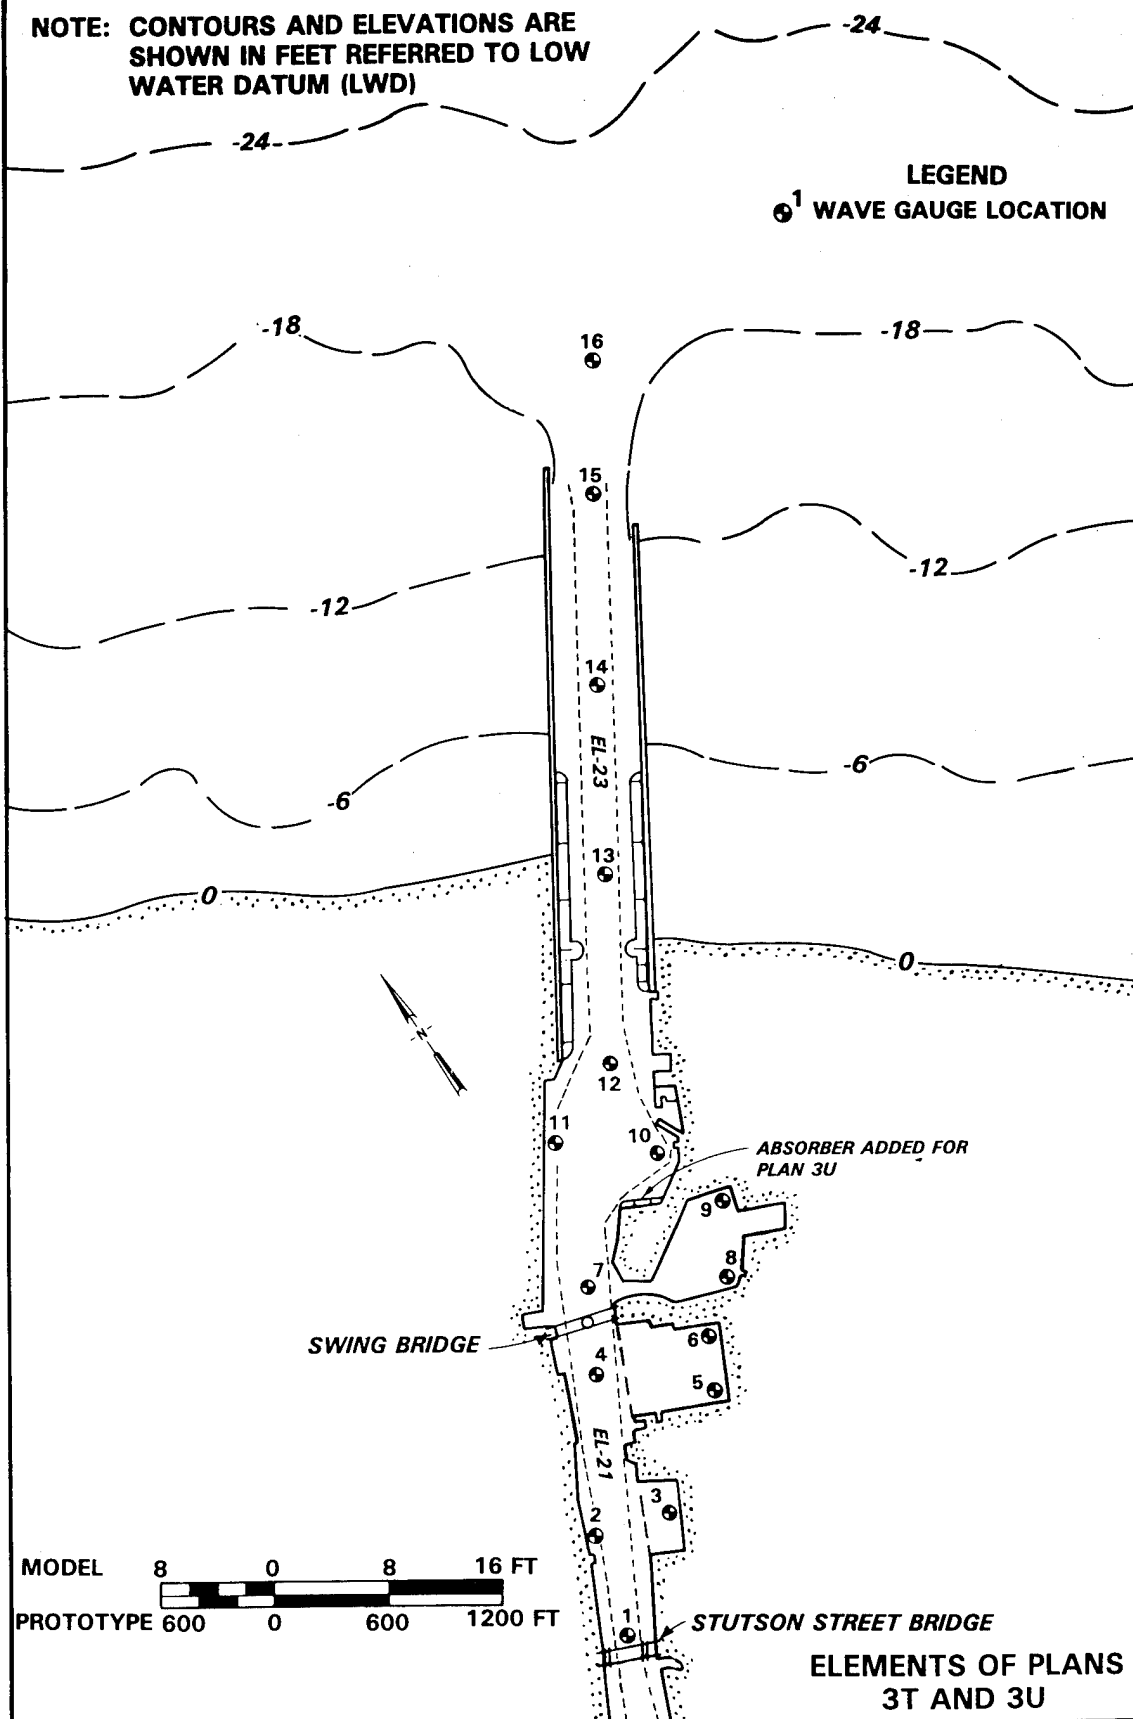 NOTE: CONTOURS AND ELEVATIONS ARE
SHOWN IN FEET REFERRED TO LOW
WATER DATUM (LWD)
-24
-24
LEGEND
1 WAVE GAUGE LOCATION
-18
-18
16
15
-12
-12
14
EL-23
-6
-6
13
0
0
N
12
11
10
ABSORBER ADDED FOR
PLAN 3U
9
8
7
SWING BRIDGE
6
4
5
EL-21
3
2
MODEL 8 0 8 16 FT
PROTOTYPE 600 0 600 1200 FT
1
STUTSON STREET BRIDGE
ELEMENTS OF PLANS
3T AND 3U